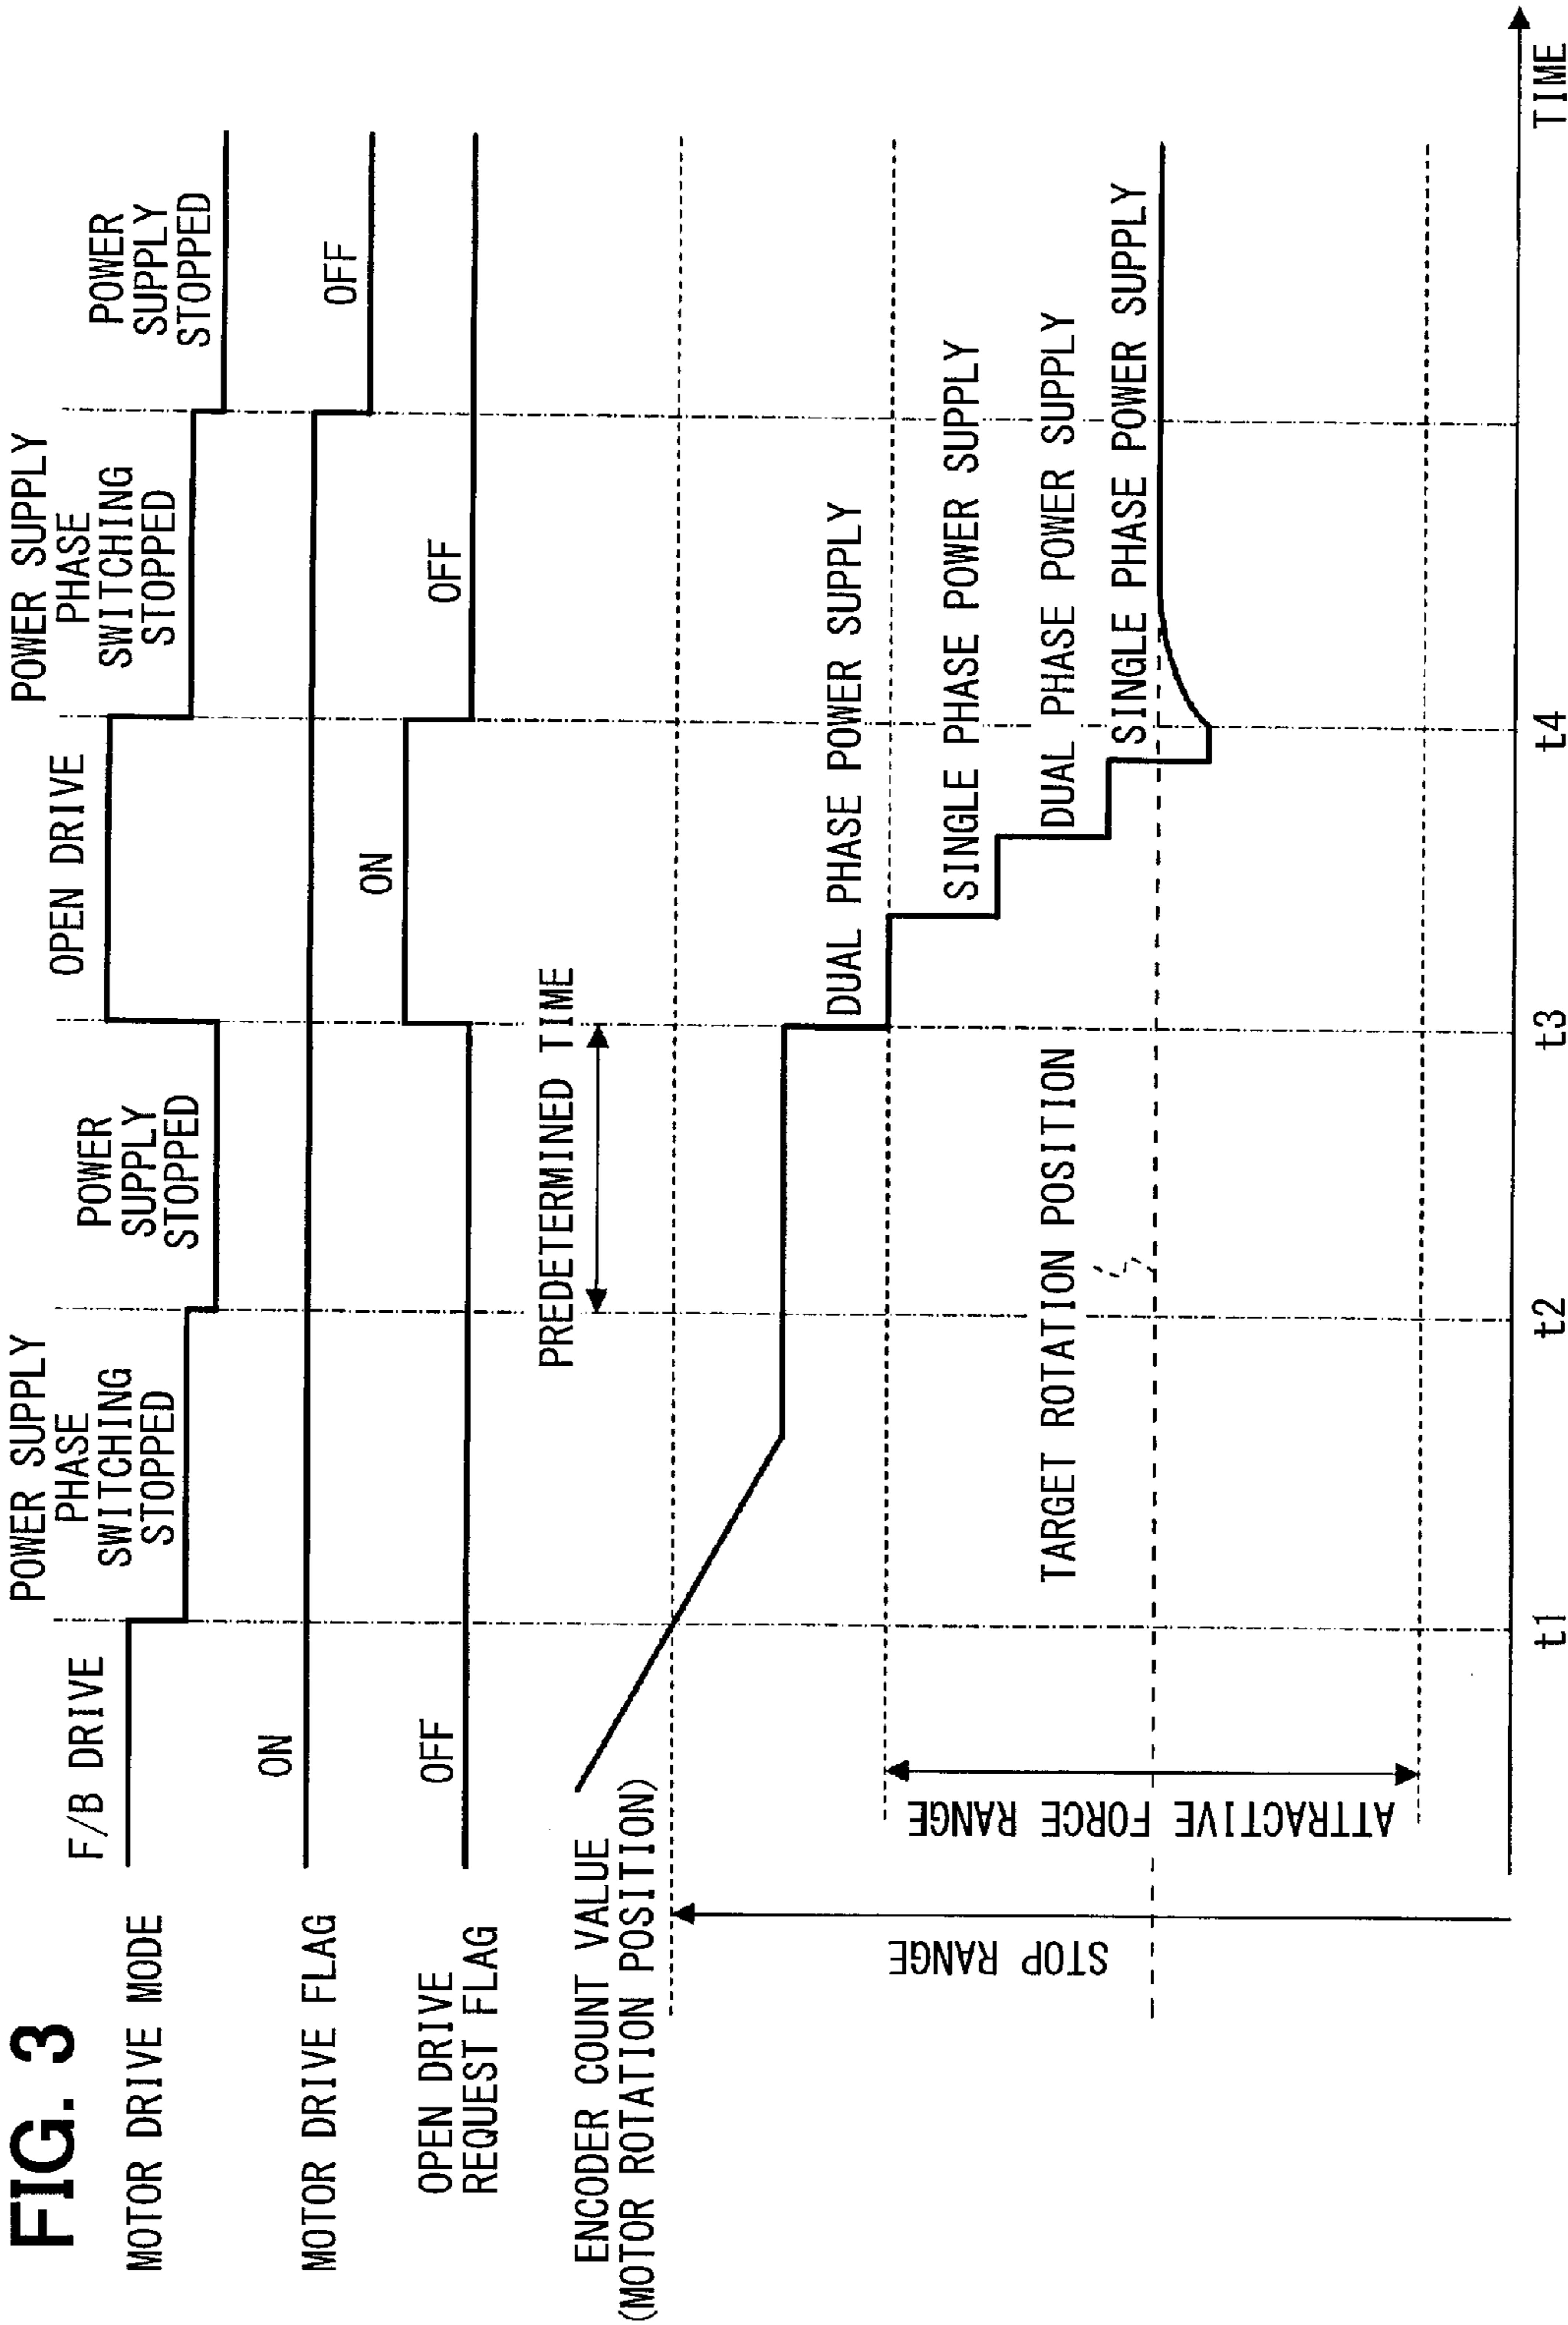 FIG. 3
MOTOR DRIVE MODE
F/B DRIVE
POWER SUPPLY
PHASE
SWITCHING
STOPPED
POWER
SUPPLY
STOPPED
OPEN DRIVE
POWER SUPPLY
PHASE
SWITCHING
STOPPED
POWER
SUPPLY
STOPPED
MOTOR DRIVE FLAG
ON
OFF
OPEN DRIVE
REQUEST FLAG
OFF
ON
OFF
ENCODER COUNT VALUE
(MOTOR ROTATION POSITION)
PREDETERMINED TIME
DUAL PHASE POWER SUPPLY
SINGLE PHASE POWER SUPPLY
DUAL PHASE POWER SUPPLY
SINGLE PHASE POWER SUPPLY
TARGET ROTATION POSITION
STOP RANGE
ATTRACTIVE FORCE RANGE
t1
t2
t3
t4
TIME